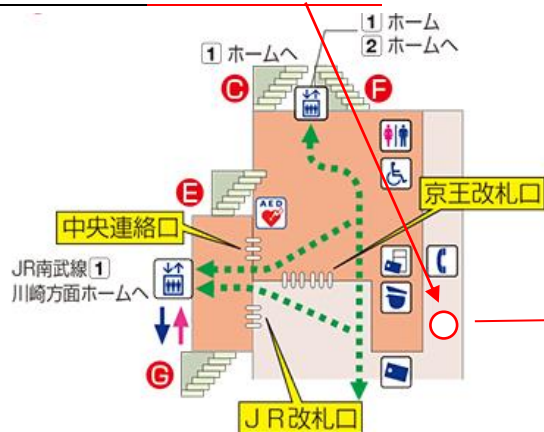 1 ホーム
2 ホームへ
1 ホームへ
C
F
E
AED
京王改札口
中央連絡口
JR南武線 1
川崎方面ホームへ
G
JR改札口